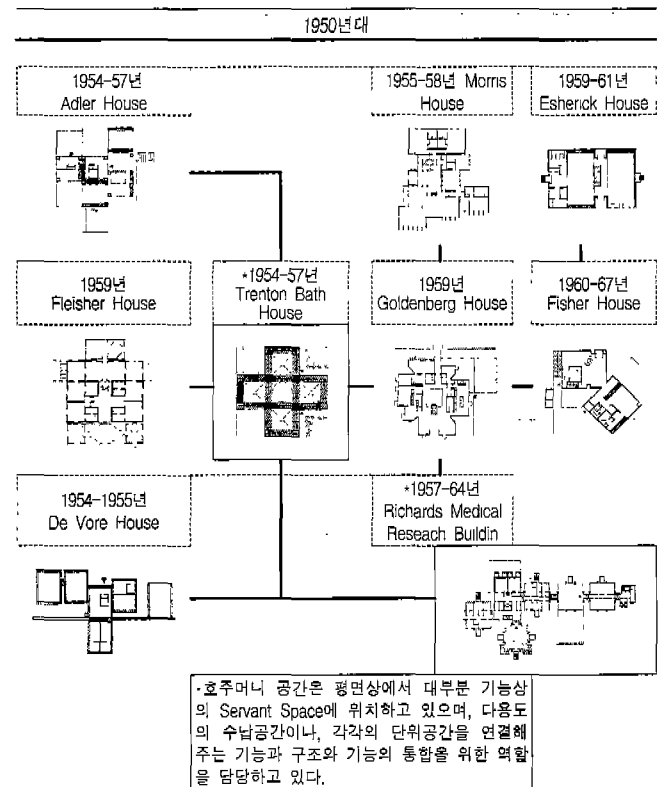 1950년대
1954-57년
Adler House
1955-58년 Morris
House
1959-61년
Esherick House
1959년
Fleisher House
*1954-57년
Trenton Bath
House
1959년
Goldenberg House
1960-67년
Fisher House
1954-1955년
De Vore House
*1957-64년
Richards Medical
Reseach Buildin
·호주머니 공간은 평면상에서 대부분 기능상
의 Servant Space에 위치하고 있으며, 다용도
의 수납공간이나, 각각의 단위공간을 연결해
주는 기능과 구조와 기능의 통합을 위한 역할
을 담당하고 있다.